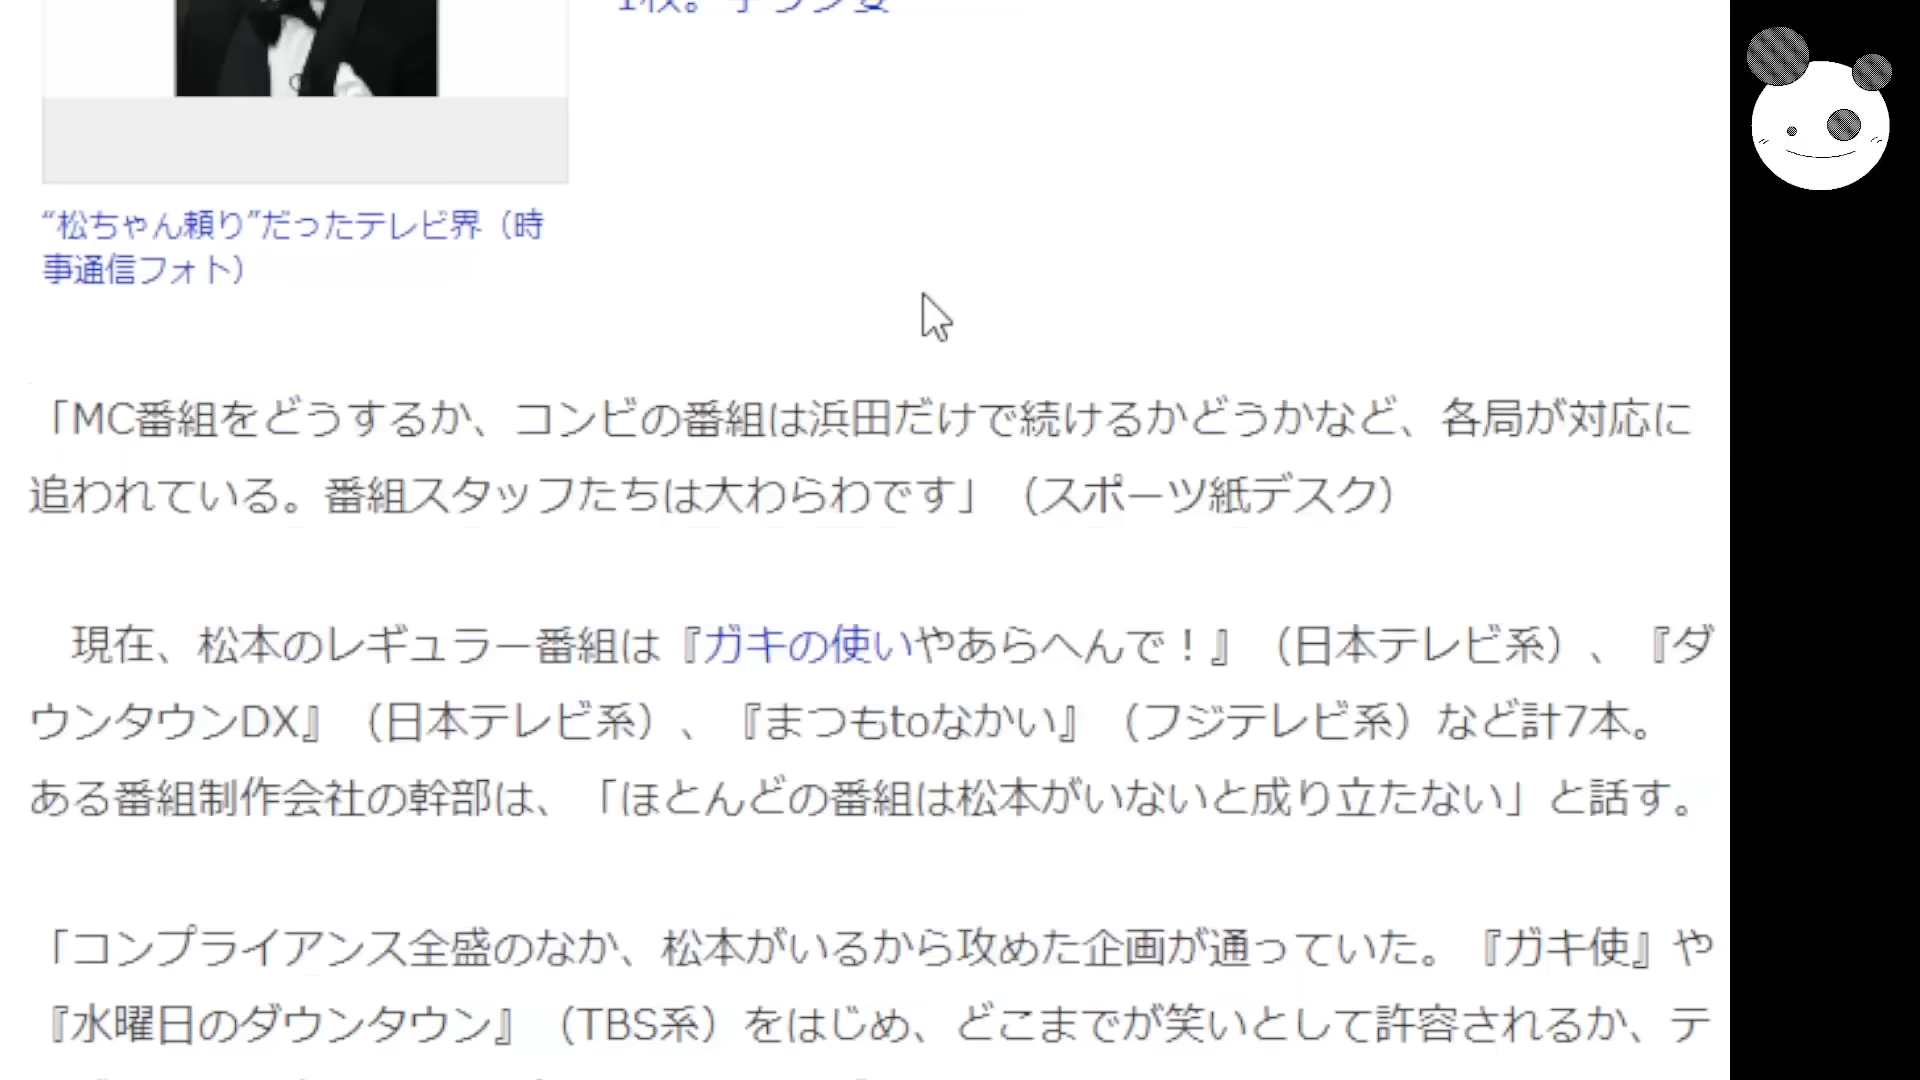 “松ちゃん頼り”だったテレビ界（時
事通信フォト）
「MC番組をどうするか、コンビの番組は浜田だけで続けるかどうかなど、各局が対応に
追われている。番組スタッフたちは大わらわです」（スポーツ紙デスク）
現在、松本のレギュラー番組は『ガキの使いやあらへんで！』（日本テレビ系）、『ダ
ウンタウンDX』（日本テレビ系）、『まつもtoなかい』（フジテレビ系）など計7本。
ある番組制作会社の幹部は、「ほとんどの番組は松本がいないと成り立たない」と話す。
「コンプライアンス全盛のなか、松本がいるから攻めた企画が通っていた。『ガキ使』や
『水曜日のダウンタウン』（TBS系）をはじめ、どこまでが笑いとして許容されるか、テ